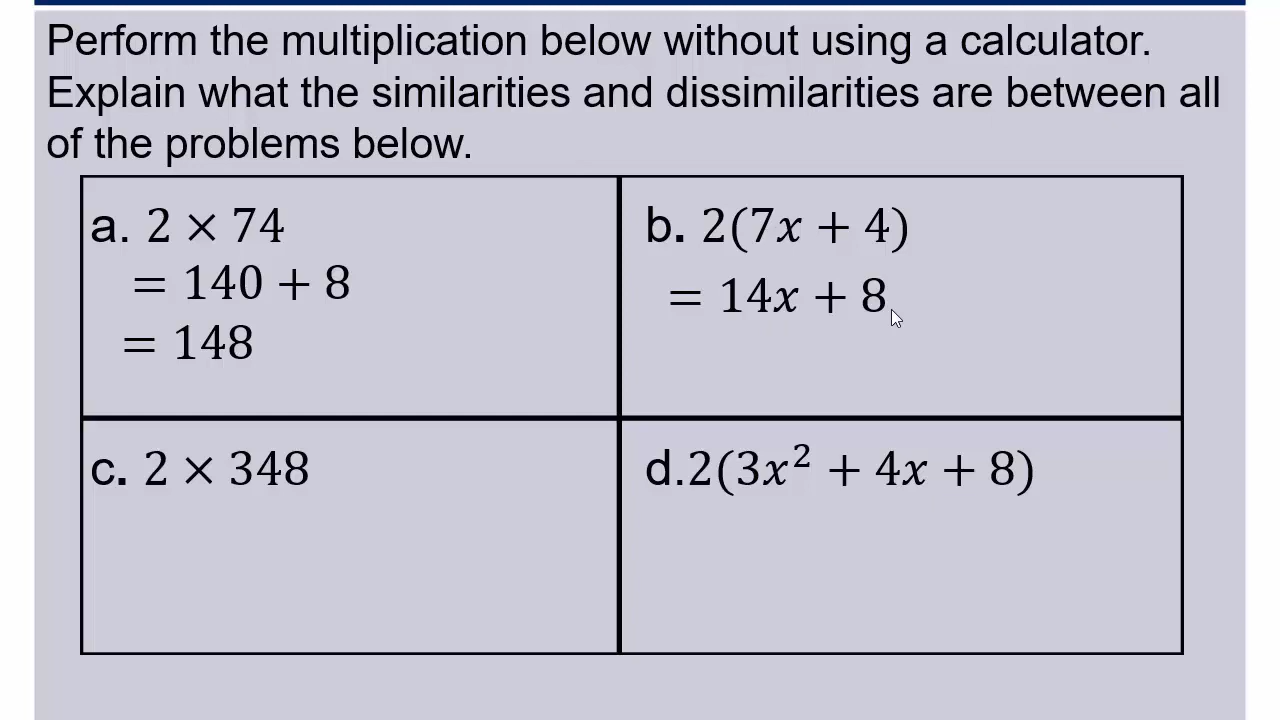 Perform the multiplication below without using a calculator.
Explain what the similarities and dissimilarities are between all
of the problems below.
a. 2 × 74
= 140 + 8
= 148
b. 2(7x + 4)
= 14x + 8
c. 2 × 348
d.2(3x² + 4x + 8)